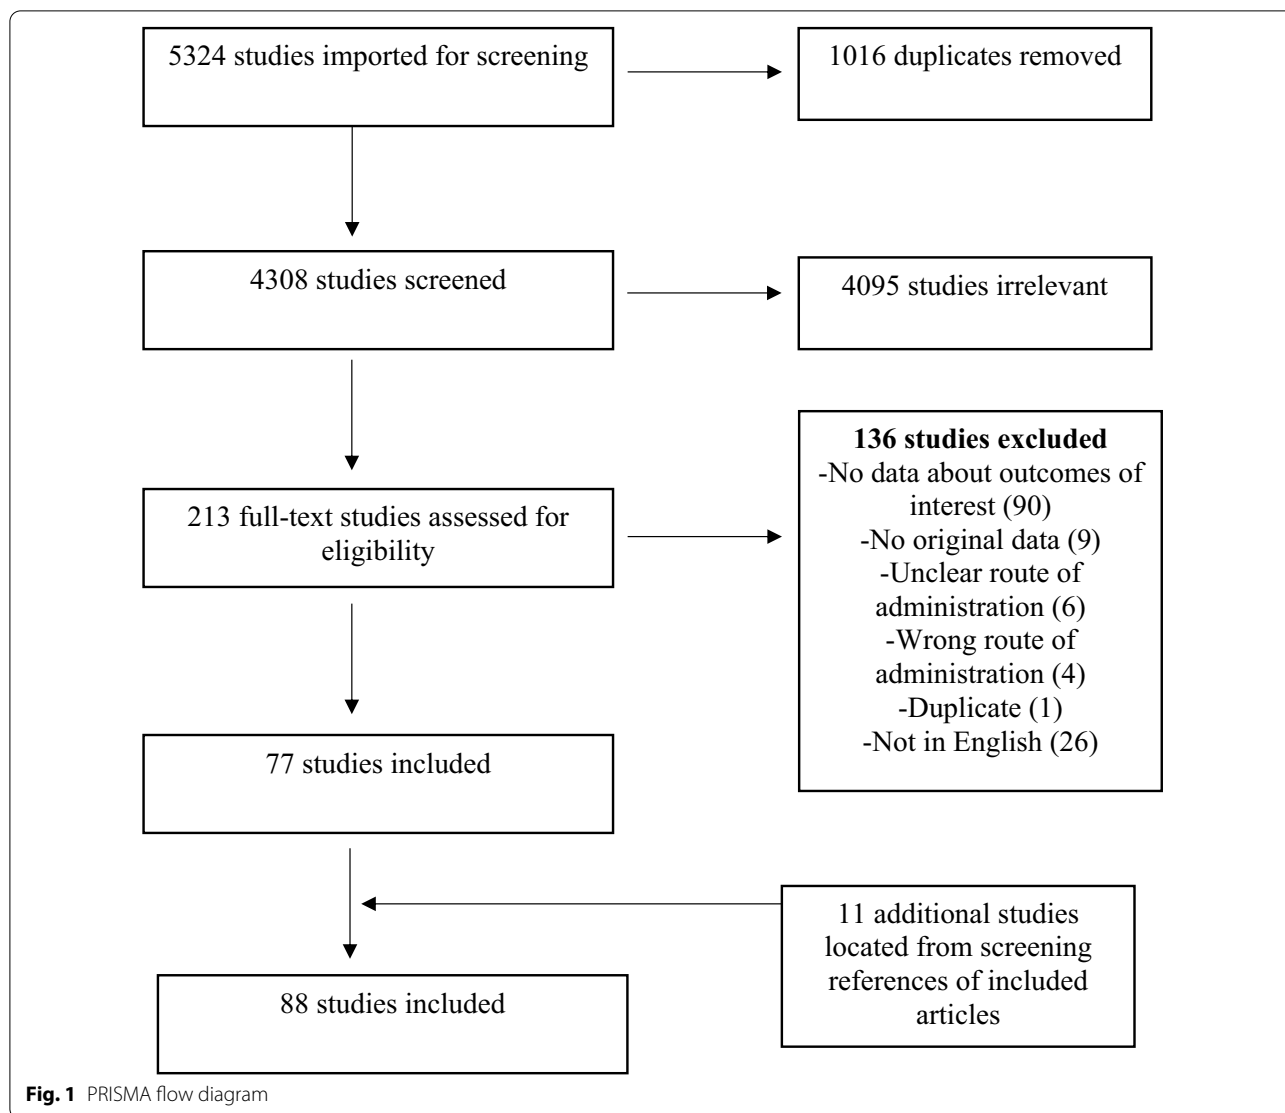 5324 studies imported for screening
1016 duplicates removed
4308 studies screened
4095 studies irrelevant
213 full-text studies assessed for
eligibility
136 studies excluded
-No data about outcomes of
interest (90)
-No original data (9)
-Unclear route of
administration (6)
-Wrong route of
administration (4)
-Duplicate (1)
-Not in English (26)
77 studies included
11 additional studies
located from screening
references of included
articles
88 studies included
Fig. 1 PRISMA flow diagram